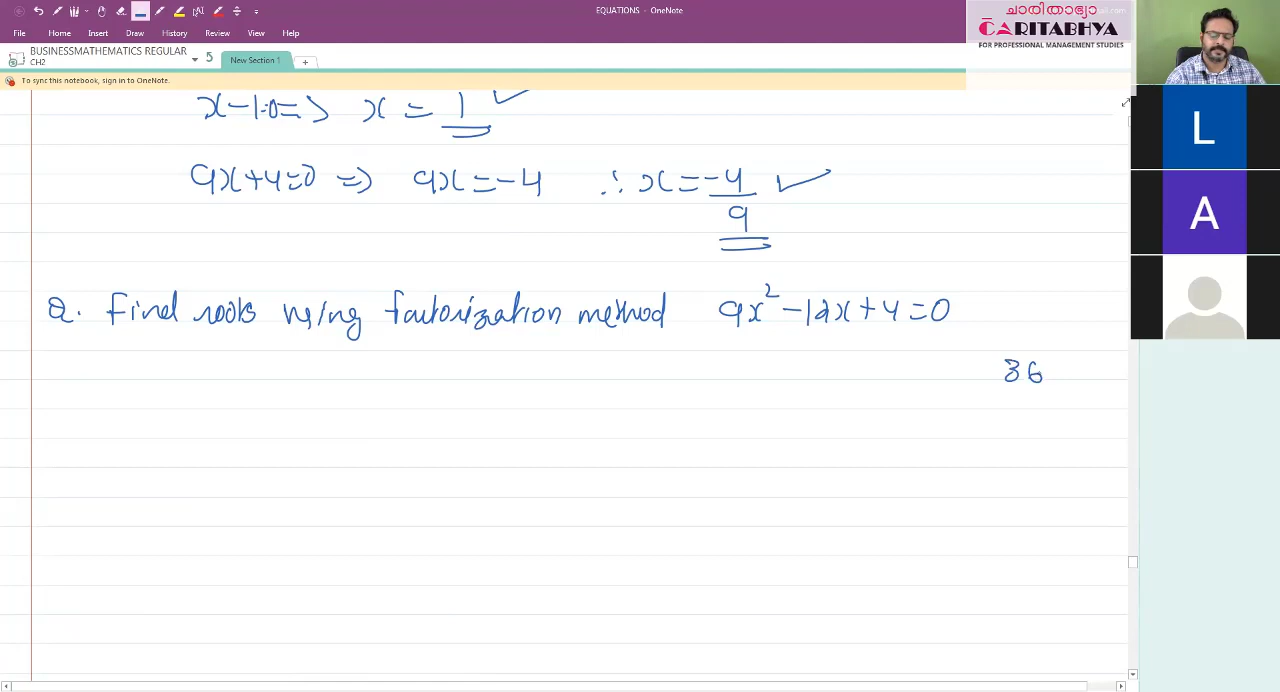 EQUATIONS - OneNote
ചാരിതാഭ്യാ
CARITABHYA
FOR PROFESSIONAL MANAGEMENT STUDIES
File Home Insert Draw History Review View Help
BUSINESSMATHEMATICS REGULAR
CH2
New Section 1
To sync this notebook, sign in to OneNote.
x-1=0 => x = 1
9x+4=0 => 9x=-4 ∴ x=-4/9
Q. Find roots using factorization method 9x²-12x+4=0
36
L
A